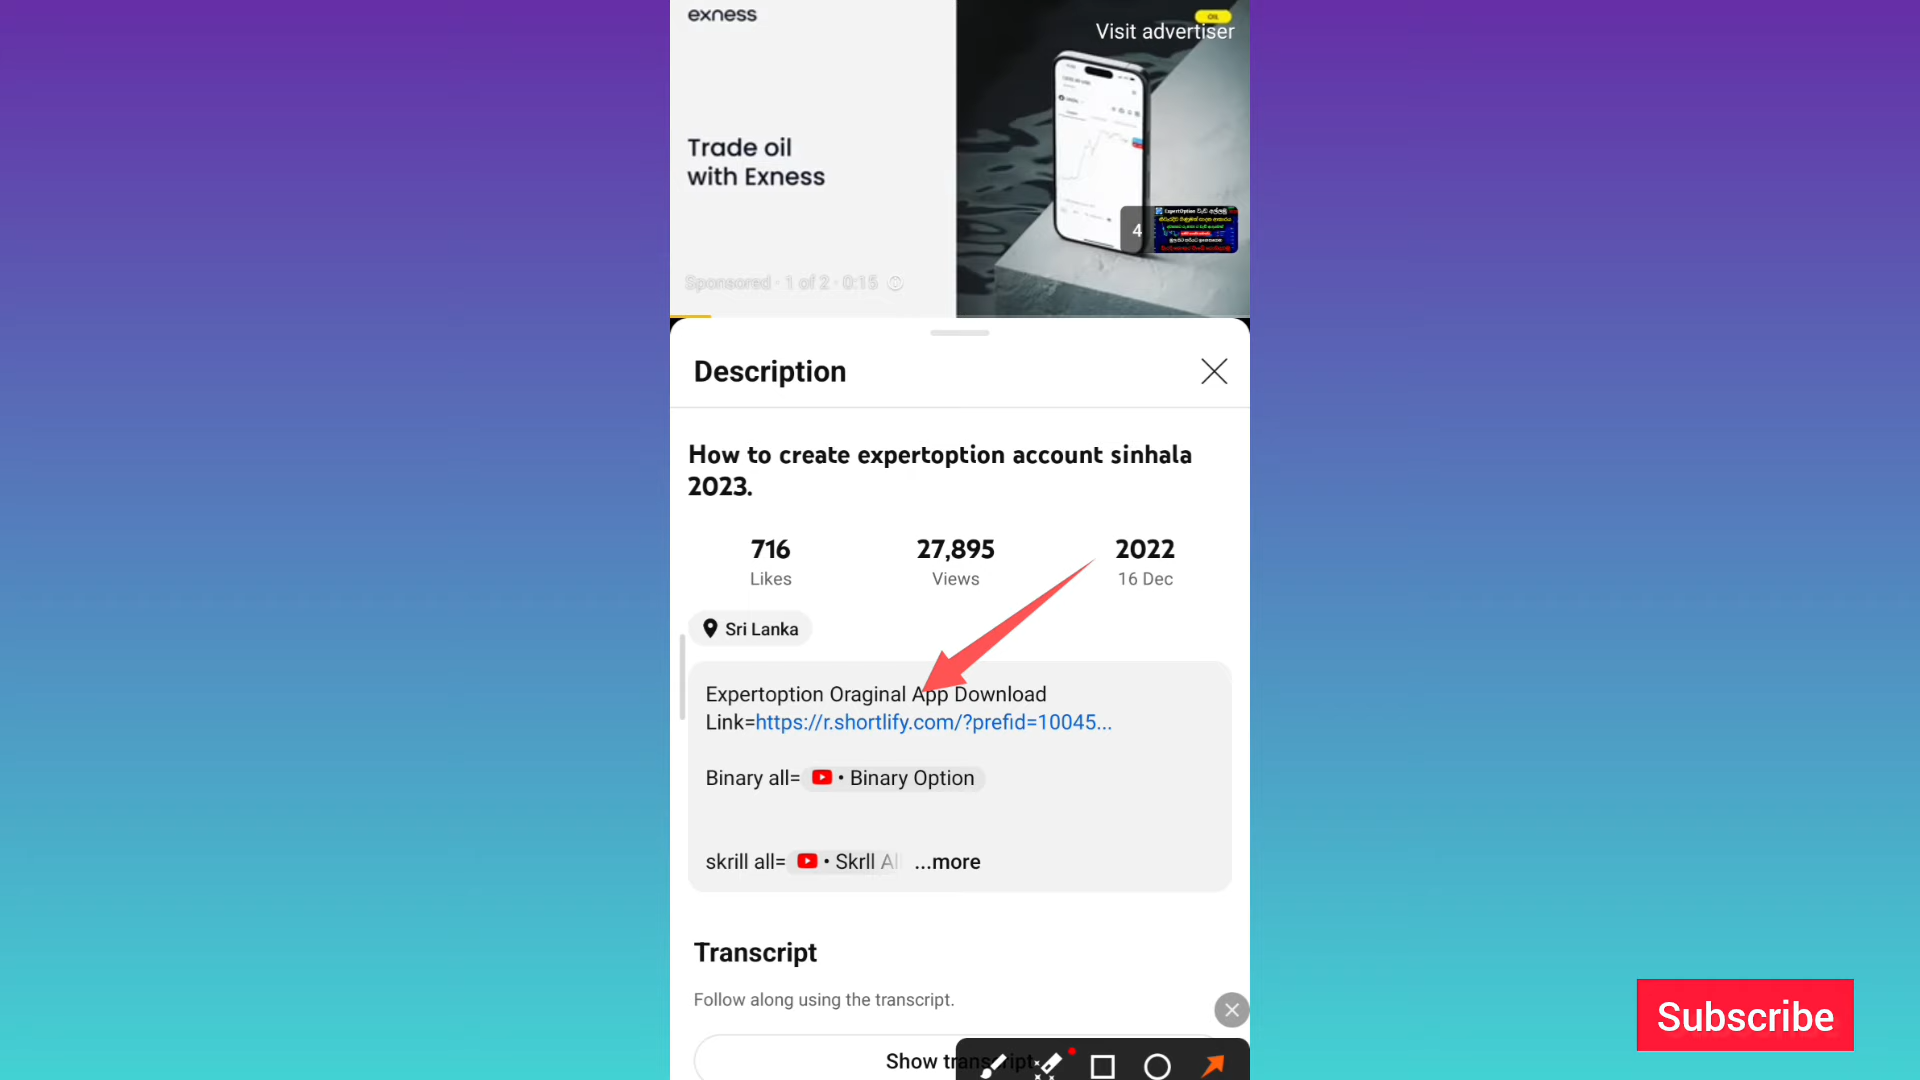 exness
OIL
Visit advertiser
Trade oil
with Exness
4
ExpertOption
Sponsored · 1 of 2 · 0:15
Description
How to create expertoption account sinhala
2023.
716
27,895
2022
Likes
Views
16 Dec
Sri Lanka
Expertoption Oraginal App Download
Link=https://r.shortlify.com/?prefid=10045...
Binary all= • Binary Option
skrill all= • Skrll Al ...more
Transcript
Follow along using the transcript.
Show transcript
Subscribe